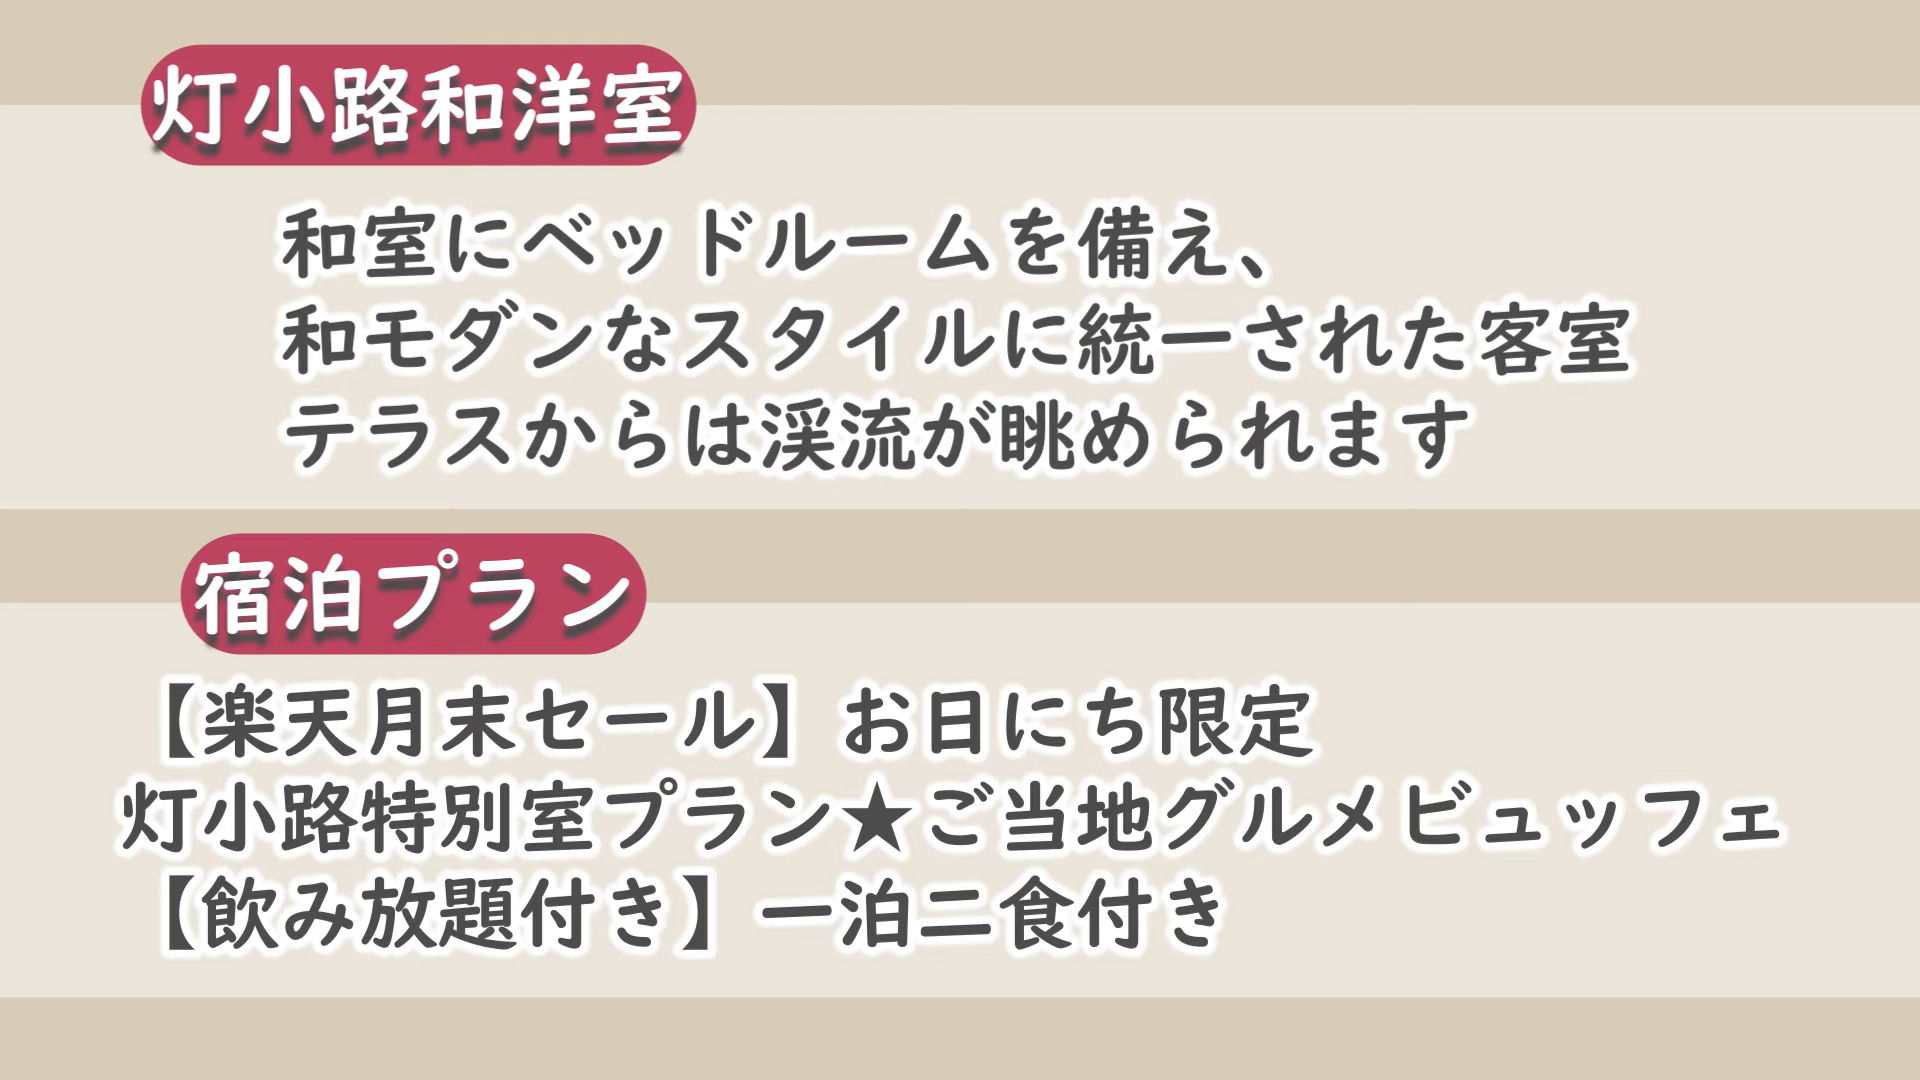 灯小路和洋室
和室にベッドルームを備え、
和モダンなスタイルに統一された客室
テラスからは渓流が眺められます
宿泊プラン
【楽天月末セール】お日にち限定
灯小路特別室プラン★ご当地グルメビュッフェ
【飲み放題付き】一泊二食付き